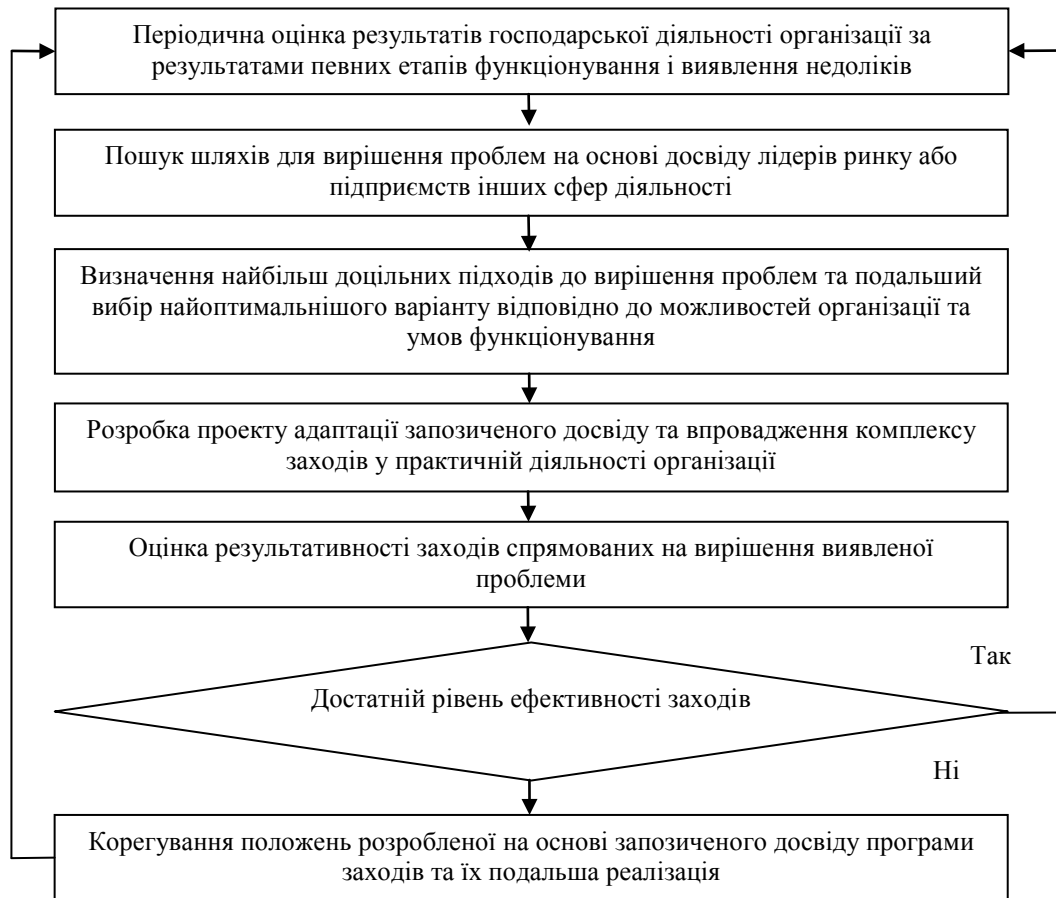 Періодична оцінка результатів господарської діяльності організації за
результатами певних етапів функціонування і виявлення недоліків
Пошук шляхів для вирішення проблем на основі досвіду лідерів ринку або
підприємств інших сфер діяльності
Визначення найбільш доцільних підходів до вирішення проблем та подальший
вибір найоптимальнішого варіанту відповідно до можливостей організації та
умов функціонування
Розробка проекту адаптації запозиченого досвіду та впровадження комплексу
заходів у практичній діяльності організації
Оцінка результативності заходів спрямованих на вирішення виявленої
проблеми
Так
Достатній рівень ефективності заходів
Ні
Корегування положень розробленої на основі запозиченого досвіду програми
заходів та їх подальша реалізація